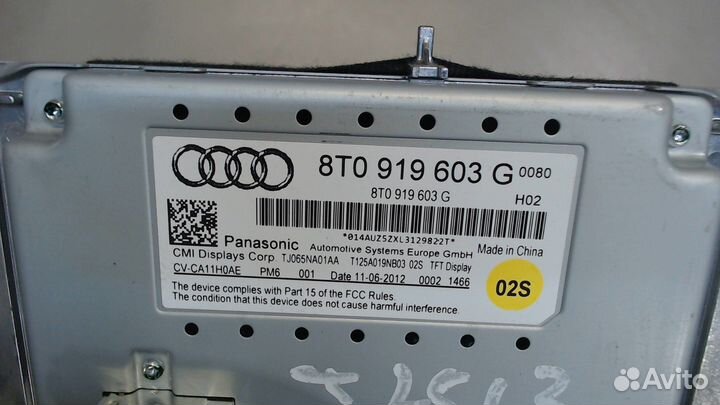 8T0 919 603 G 0080
8T0 919 603 G H02
*014AUZ5ZXL3129822T*
Panasonic Automotive Systems Europe GmbH Made in China
CMI Displays Corp. TJ065NA01AA T125A019NB03 02S TFT Display
CV-CA11H0AE PM6 001 Date 11-06-2012 0002 1466
The device complies with Part 15 of the FCC Rules.
The condition that this device does not cause harmful interference.
02S
Avito